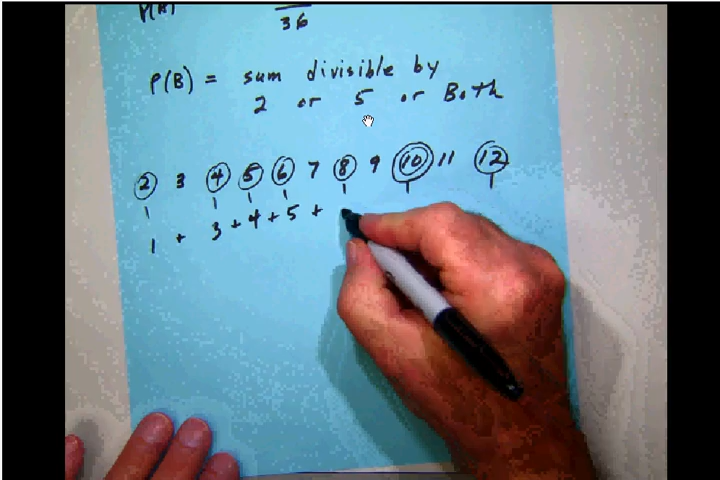 P(A)
36
P(B) = sum divisible by
2 or 5 or Both
2 3 4 5 6 7 8 9 10 11 12
1 + 3 + 4 + 5 +